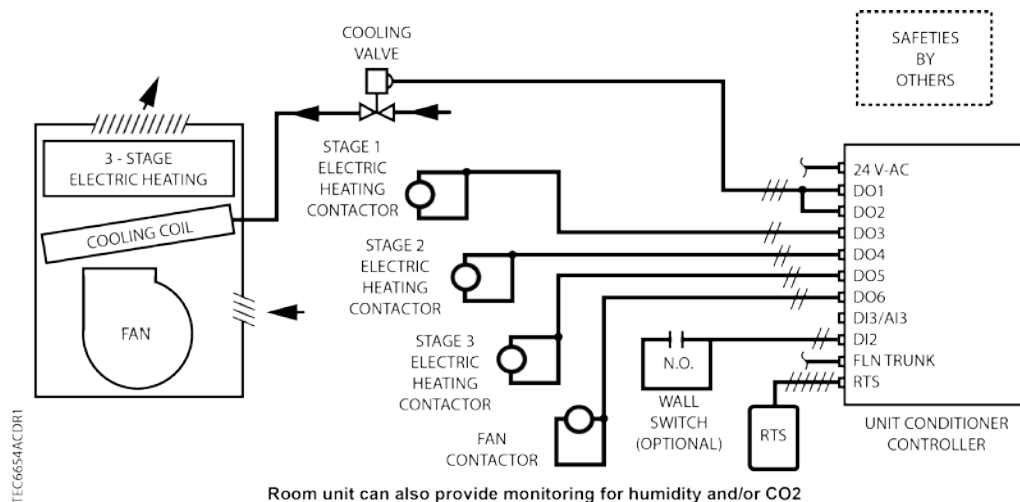 COOLING
VALVE
SAFETIES
BY
OTHERS
3 - STAGE
ELECTRIC HEATING
COOLING COIL
FAN
STAGE 1
ELECTRIC
HEATING
CONTACTOR
STAGE 2
ELECTRIC
HEATING
CONTACTOR
STAGE 3
ELECTRIC
HEATING
CONTACTOR
FAN
CONTACTOR
N.O.
WALL
SWITCH
(OPTIONAL)
RTS
24 V-AC
DO1
DO2
DO3
DO4
DO5
DO6
DI3/AI3
DI2
FLN TRUNK
RTS
UNIT CONDITIONER
CONTROLLER
TEC6654ACDR1
Room unit can also provide monitoring for humidity and/or CO2